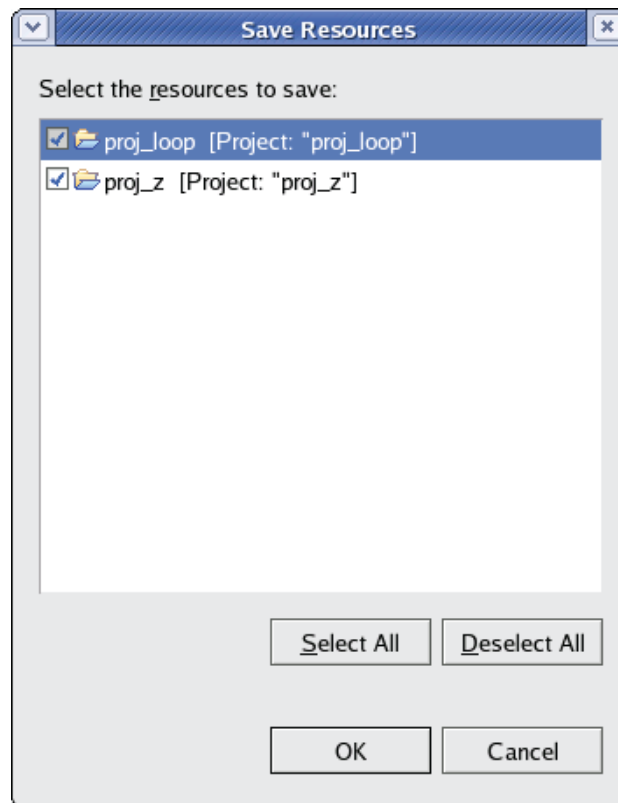 Save Resources
Select the resources to save:
proj_loop [Project: "proj_loop"]
proj_z [Project: "proj_z"]
Select All Deselect All
OK Cancel